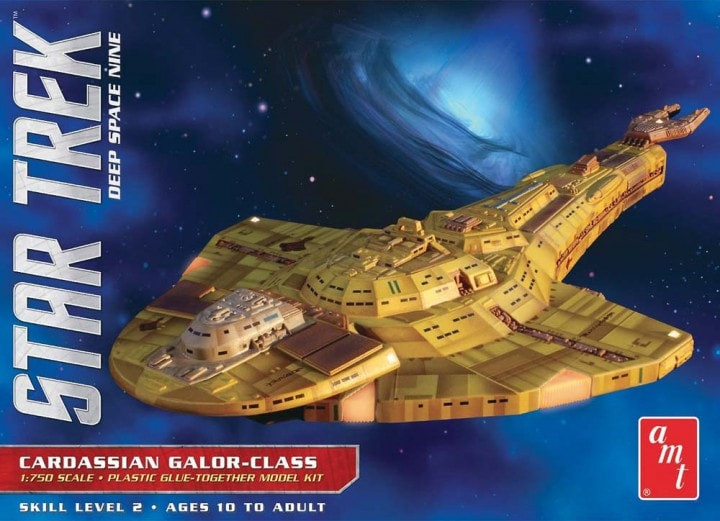 STAR TREK™
DEEP SPACE NINE
CARDASSIAN GALOR-CLASS
1:750 SCALE • PLASTIC GLUE-TOGETHER MODEL KIT
SKILL LEVEL 2 • AGES 10 TO ADULT
amt
®